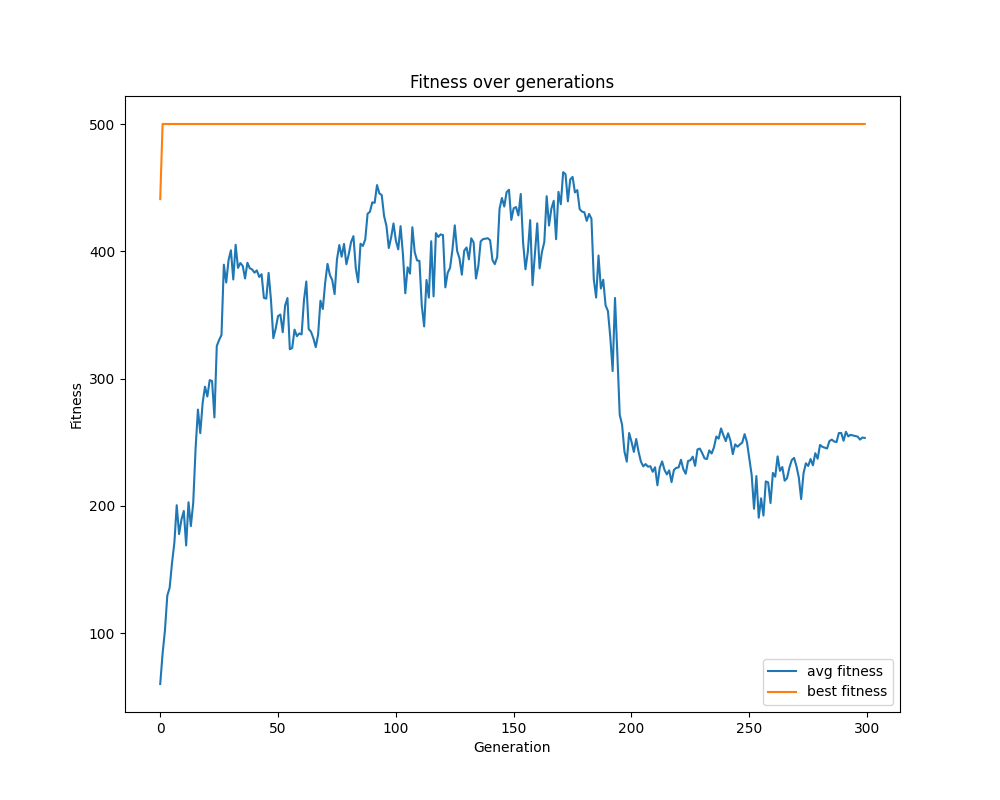 Fitness over generations
500
400
300
200
100
Fitness
0 50 100 150 200 250 300
Generation
avg fitness
best fitness